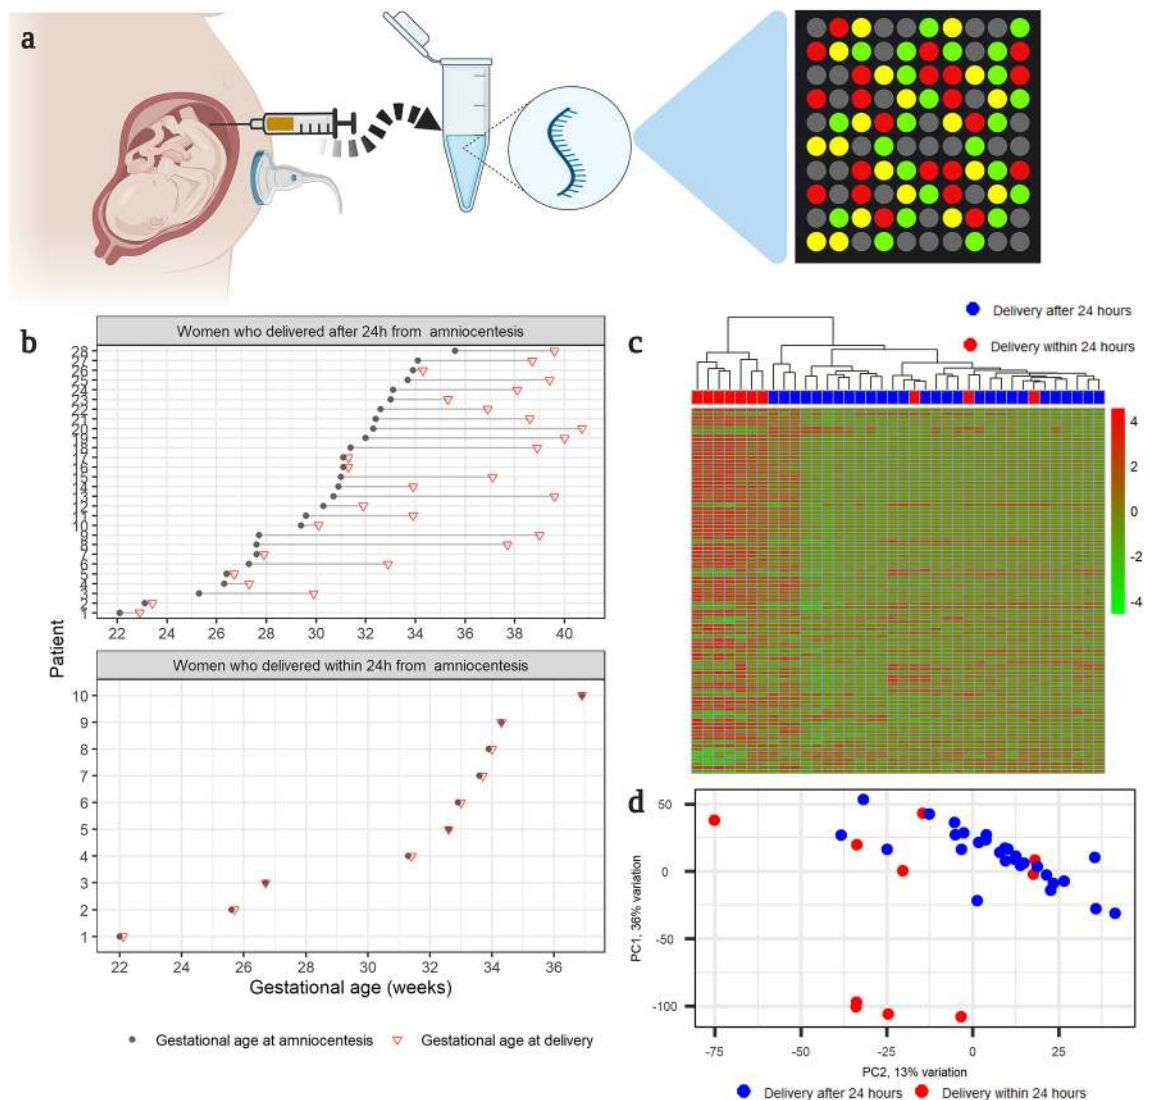 a
b
Women who delivered after 24h from  amniocentesis
28
27
26
25
24
23
22
21
20
19
18
17
16
15
14
13
12
11
10
9
8
7
6
5
4
3
2
1
22 24 26 28 30 32 34 36 38 40
Patient
Women who delivered within 24h from  amniocentesis
10
9
8
7
6
5
4
3
2
1
22 24 26 28 30 32 34 36
Gestational age (weeks)
Gestational age at amniocentesis
Gestational age at delivery
c
Delivery after 24 hours
Delivery within 24 hours
4
2
0
-2
-4
d
50
0
-50
-100
PC1, 36% variation
-75 -50 -25 0 25
PC2, 13% variation
Delivery after 24 hours
Delivery within 24 hours